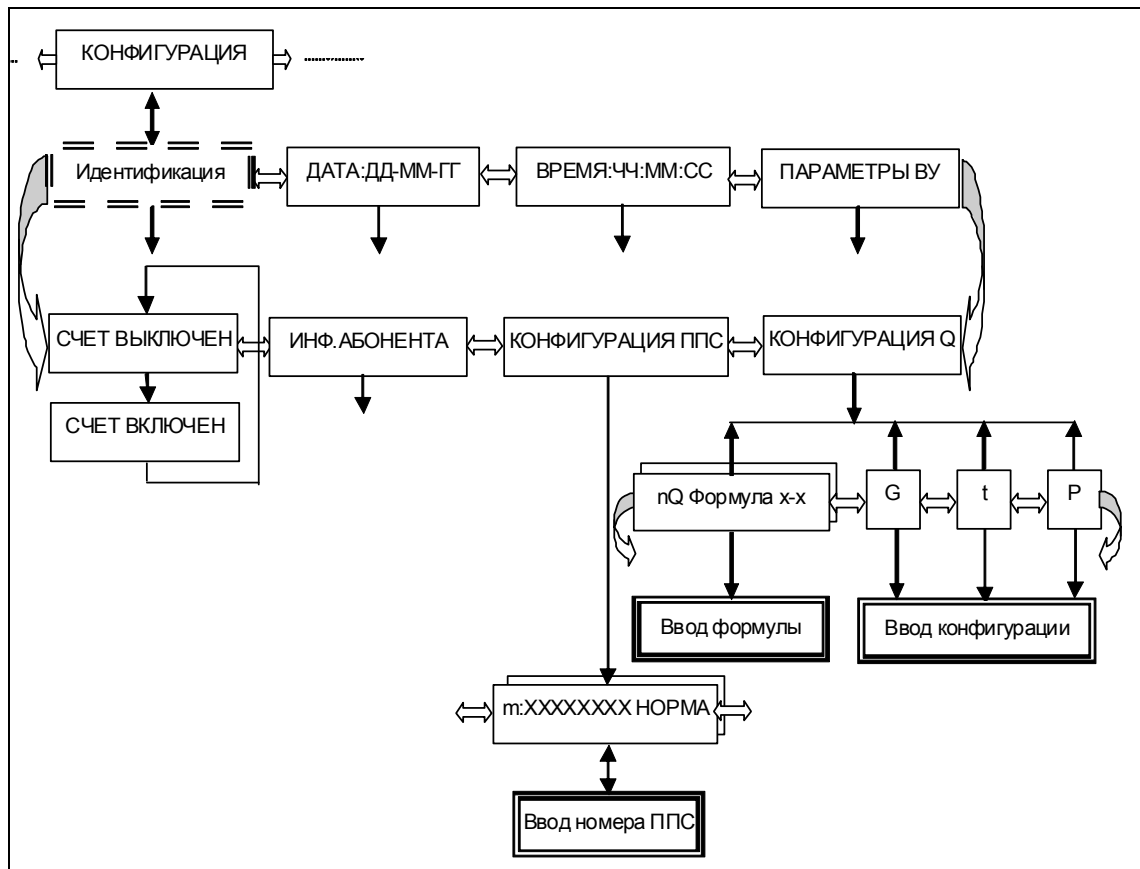 КОНФИГУРАЦИЯ
Идентификация
ДАТА:ДД-ММ-ГГ
ВРЕМЯ:ЧЧ:ММ:СС
ПАРАМЕТРЫ ВУ
СЧЕТ ВЫКЛЮЧЕН
ИНФ.АБОНЕНТА
КОНФИГУРАЦИЯ ППС
КОНФИГУРАЦИЯ Q
СЧЕТ ВКЛЮЧЕН
nQ Формула x-x
G
t
P
Ввод формулы
Ввод конфигурации
m:XXXXXXXX НОРМА
Ввод номера ППС